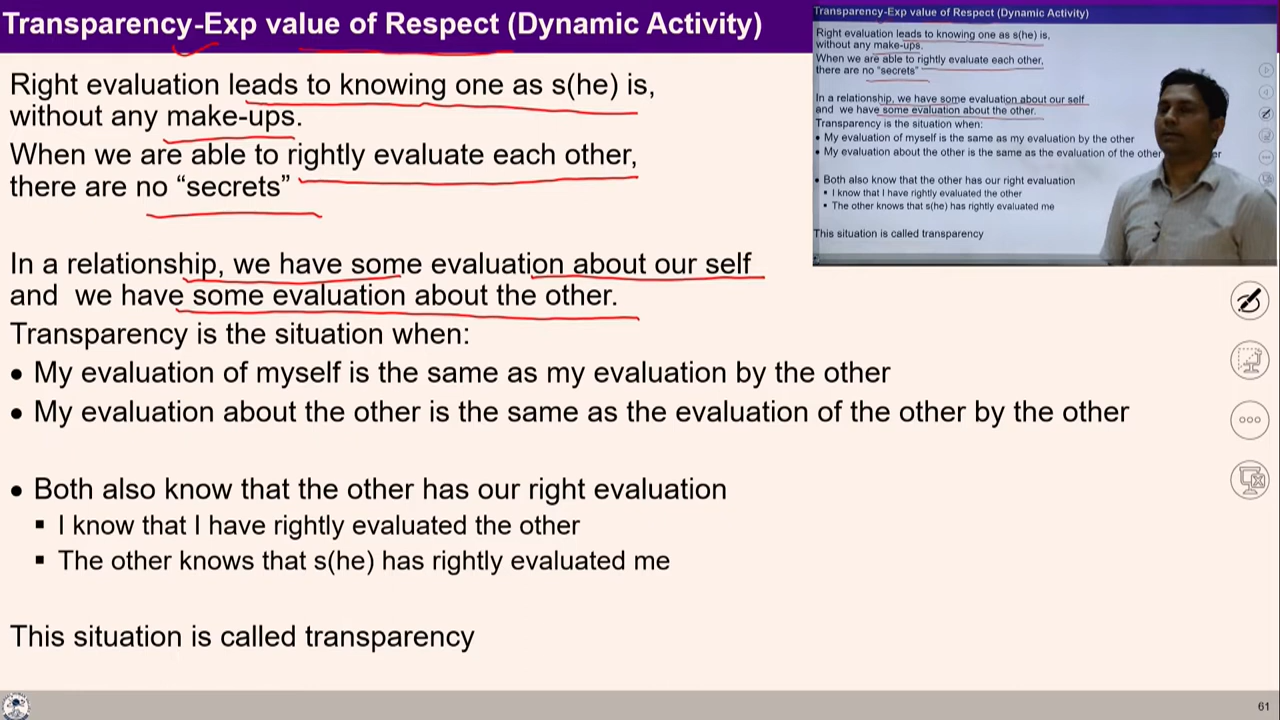 Transparency-Exp value of Respect (Dynamic Activity)
Right evaluation leads to knowing one as s(he) is,
without any make-ups.
When we are able to rightly evaluate each other,
there are no “secrets”
In a relationship, we have some evaluation about our self
and we have some evaluation about the other.
Transparency is the situation when:
• My evaluation of myself is the same as my evaluation by the other
• My evaluation about the other is the same as the evaluation of the other by the other
• Both also know that the other has our right evaluation
▪ I know that I have rightly evaluated the other
▪ The other knows that s(he) has rightly evaluated me
This situation is called transparency
61
Transparency-Exp value of Respect (Dynamic Activity)
Right evaluation leads to knowing one as s(he) is,
without any make-ups.
When we are able to rightly evaluate each other,
there are no “secrets”
In a relationship, we have some evaluation about our self
and we have some evaluation about the other.
Transparency is the situation when:
• My evaluation of myself is the same as my evaluation by the other
• My evaluation about the other is the same as the evaluation of the other
• Both also know that the other has our right evaluation
▪ I know that I have rightly evaluated the other
▪ The other knows that s(he) has rightly evaluated me
This situation is called transparency